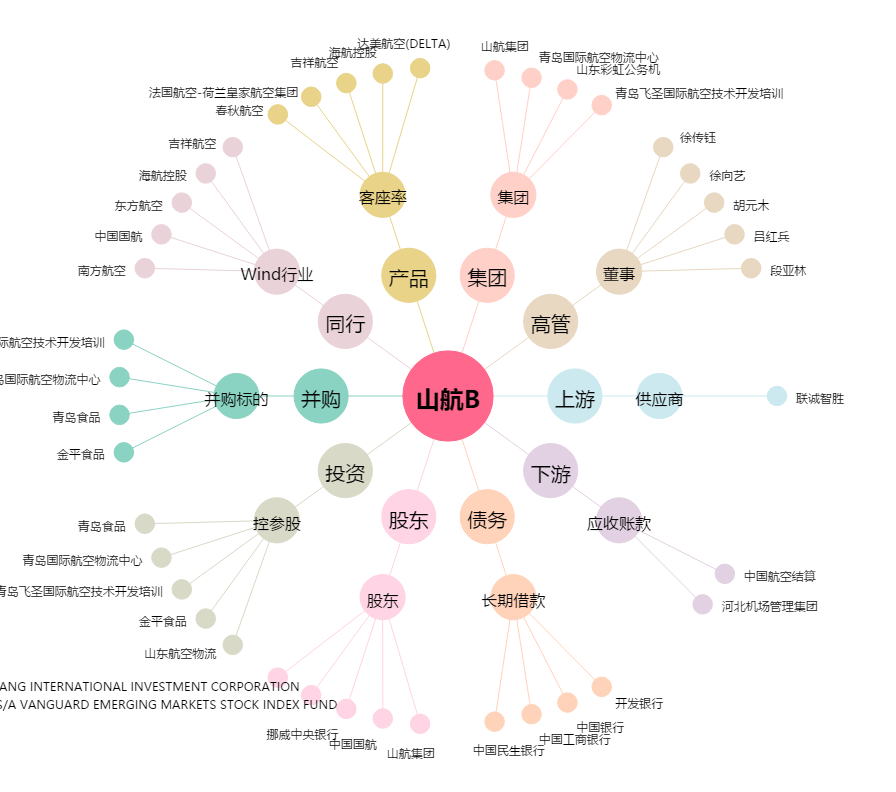 达美航空(DELTA)
海航控股
吉祥航空
法国航空-荷兰皇家航空集团
春秋航空
山航集团
青岛国际航空物流中心
山东彩虹公务机
青岛飞圣国际航空技术开发培训
吉祥航空
海航控股
东方航空
中国国航
南方航空
客座率
集团
徐传钰
徐向艺
胡元木
吕红兵
段亚林
Wind行业
产品
集团
董事
同行
高管
际航空技术开发培训
岛国际航空物流中心
青岛食品
金平食品
并购标的
并购
山航B
上游
供应商
联诚智胜
投资
下游
控参股
股东
债务
应收账款
青岛食品
青岛国际航空物流中心
青岛飞圣国际航空技术开发培训
金平食品
山东航空物流
中国航空结算
河北机场管理集团
股东
长期借款
ANG INTERNATIONAL INVESTMENT CORPORATION
S/A VANGUARD EMERGING MARKETS STOCK INDEX FUND
挪威中央银行
中国国航
山航集团
开发银行
中国银行
中国工商银行
中国民生银行